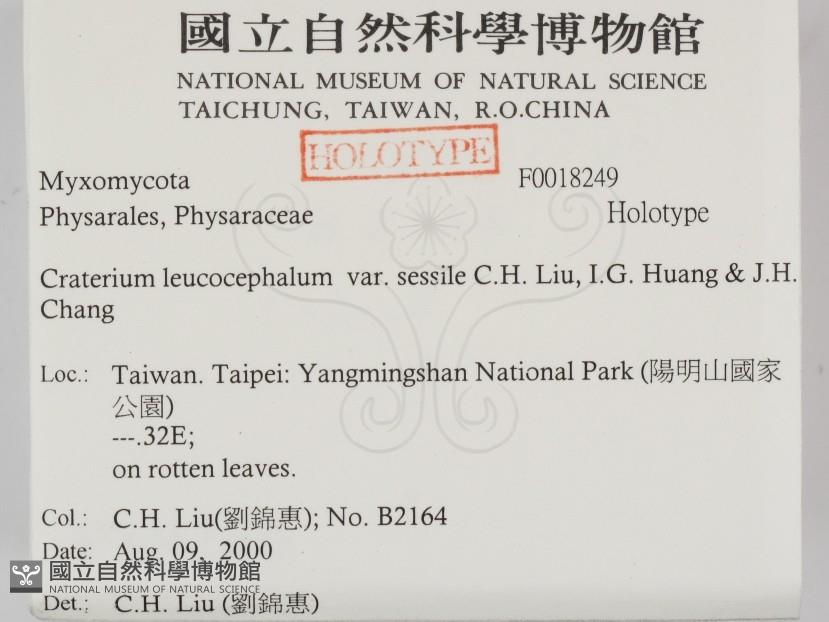 國立自然科學博物館
NATIONAL MUSEUM OF NATURAL SCIENCE
TAICHUNG, TAIWAN, R.O.CHINA
HOLOTYPE
Myxomycota F0018249
Physarales, Physaraceae Holotype
Craterium leucocephalum var. sessile C.H. Liu, I.G. Huang & J.H.
Chang
Loc.: Taiwan. Taipei: Yangmingshan National Park (陽明山國家
公園)
---.32E;
on rotten leaves.
Col.: C.H. Liu(劉錦惠); No. B2164
Date: Aug. 09, 2000
國立自然科學博物館
NATIONAL MUSEUM OF NATURAL SCIENCE
Det.: C.H. Liu (劉錦惠)